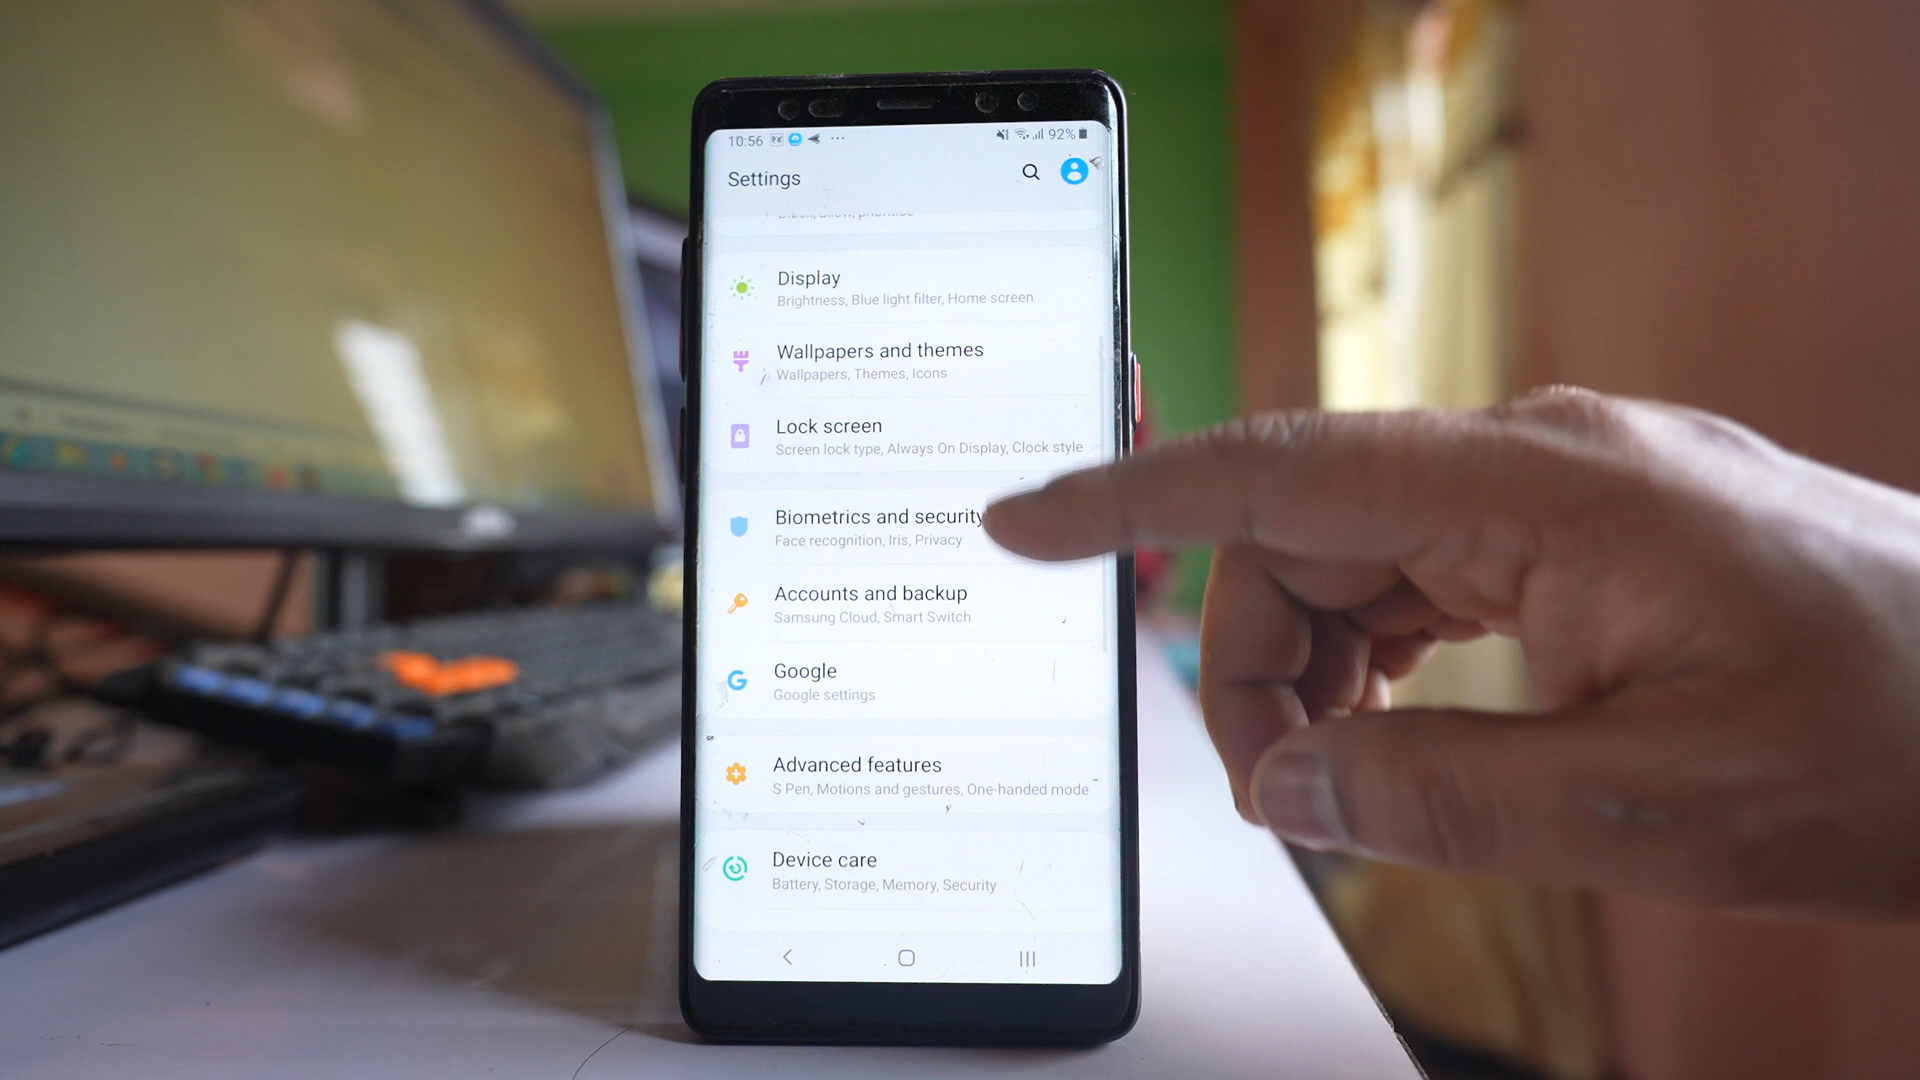 10:56
92%
Settings
Block, allow, prioritise
Display
Brightness, Blue light filter, Home screen
Wallpapers and themes
Wallpapers, Themes, Icons
Lock screen
Screen lock type, Always On Display, Clock style
Biometrics and security
Face recognition, Iris, Privacy
Accounts and backup
Samsung Cloud, Smart Switch
Google
Google settings
Advanced features
S Pen, Motions and gestures, One-handed mode
Device care
Battery, Storage, Memory, Security